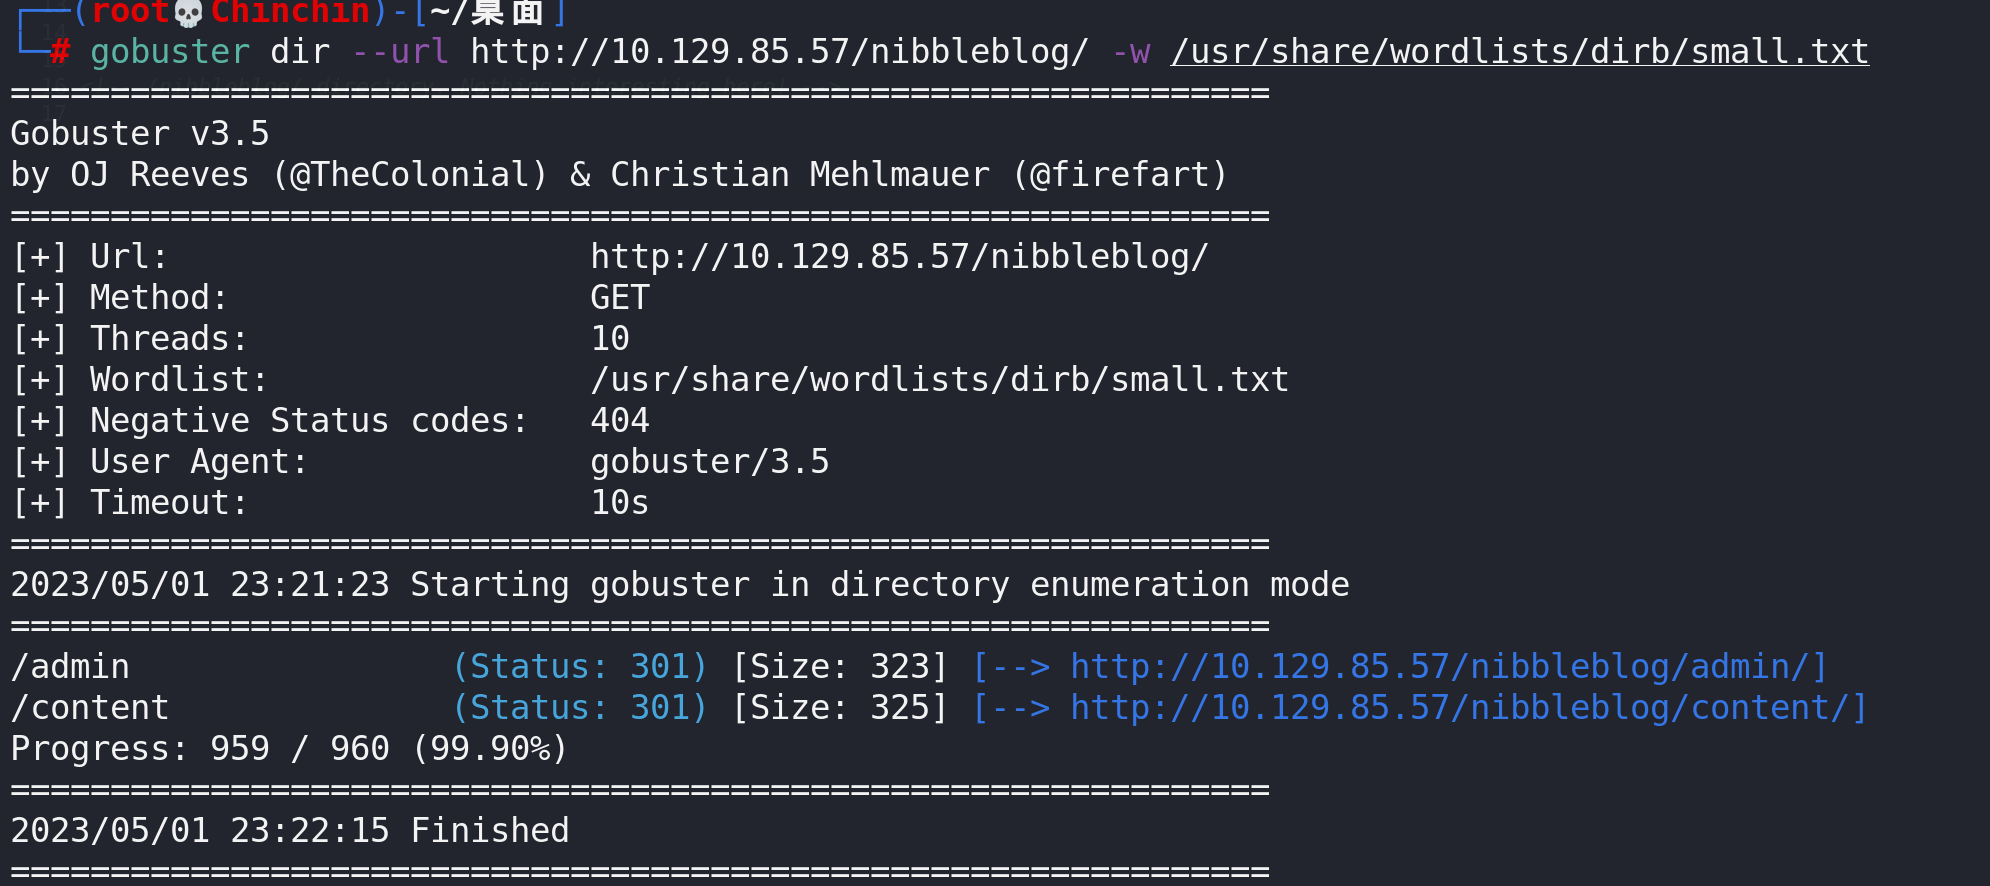 ┌──(root💀Chinchin)-[~/桌面]
└─# gobuster dir --url http://10.129.85.57/nibbleblog/ -w /usr/share/wordlists/dirb/small.txt
===============================================================
Gobuster v3.5
by OJ Reeves (@TheColonial) & Christian Mehlmauer (@firefart)
===============================================================
[+] Url:                     http://10.129.85.57/nibbleblog/
[+] Method:                  GET
[+] Threads:                 10
[+] Wordlist:                /usr/share/wordlists/dirb/small.txt
[+] Negative Status codes:   404
[+] User Agent:              gobuster/3.5
[+] Timeout:                 10s
===============================================================
2023/05/01 23:21:23 Starting gobuster in directory enumeration mode
===============================================================
/admin                (Status: 301) [Size: 323] [--> http://10.129.85.57/nibbleblog/admin/]
/content              (Status: 301) [Size: 325] [--> http://10.129.85.57/nibbleblog/content/]
Progress: 959 / 960 (99.90%)
===============================================================
2023/05/01 23:22:15 Finished
===============================================================